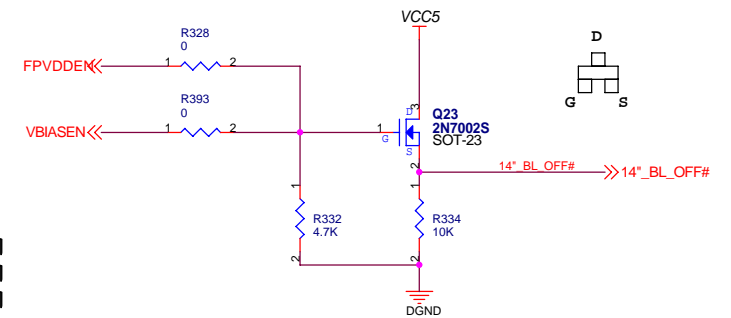 VCC5
R328
0
FPVDDEN
1
2
D
G
S
R393
0
VBIASEN
1
2
1
G
D
S
3
2
Q23
2N7002S
SOT-23
14"_BL_OFF#
14"_BL_OFF#
1
R332
4.7K
2
1
R334
10K
2
DGND